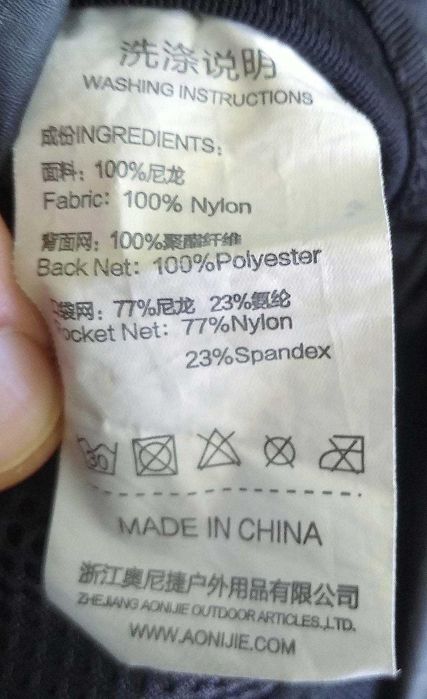 洗涤说明
WASHING INSTRUCTIONS
成份INGREDIENTS:
面料: 100%尼龙
Fabric: 100% Nylon
背面网: 100%聚酯纤维
Back Net: 100%Polyester
袋网: 77%尼龙 23%氨纶
Pocket Net: 77%Nylon
23%Spandex
30
MADE IN CHINA
浙江奥尼捷户外用品有限公司
ZHEJIANG AONIJIE OUTDOOR ARTICLES.,LTD.
WWW.AONIJIE.COM